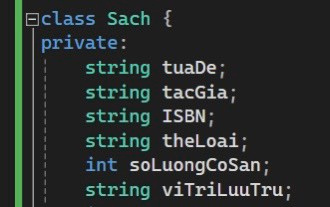 class Sach {
private:
string tuaDe;
string tacGia;
string ISBN;
string theLoai;
int soLuongCoSan;
string viTriLuuTru;